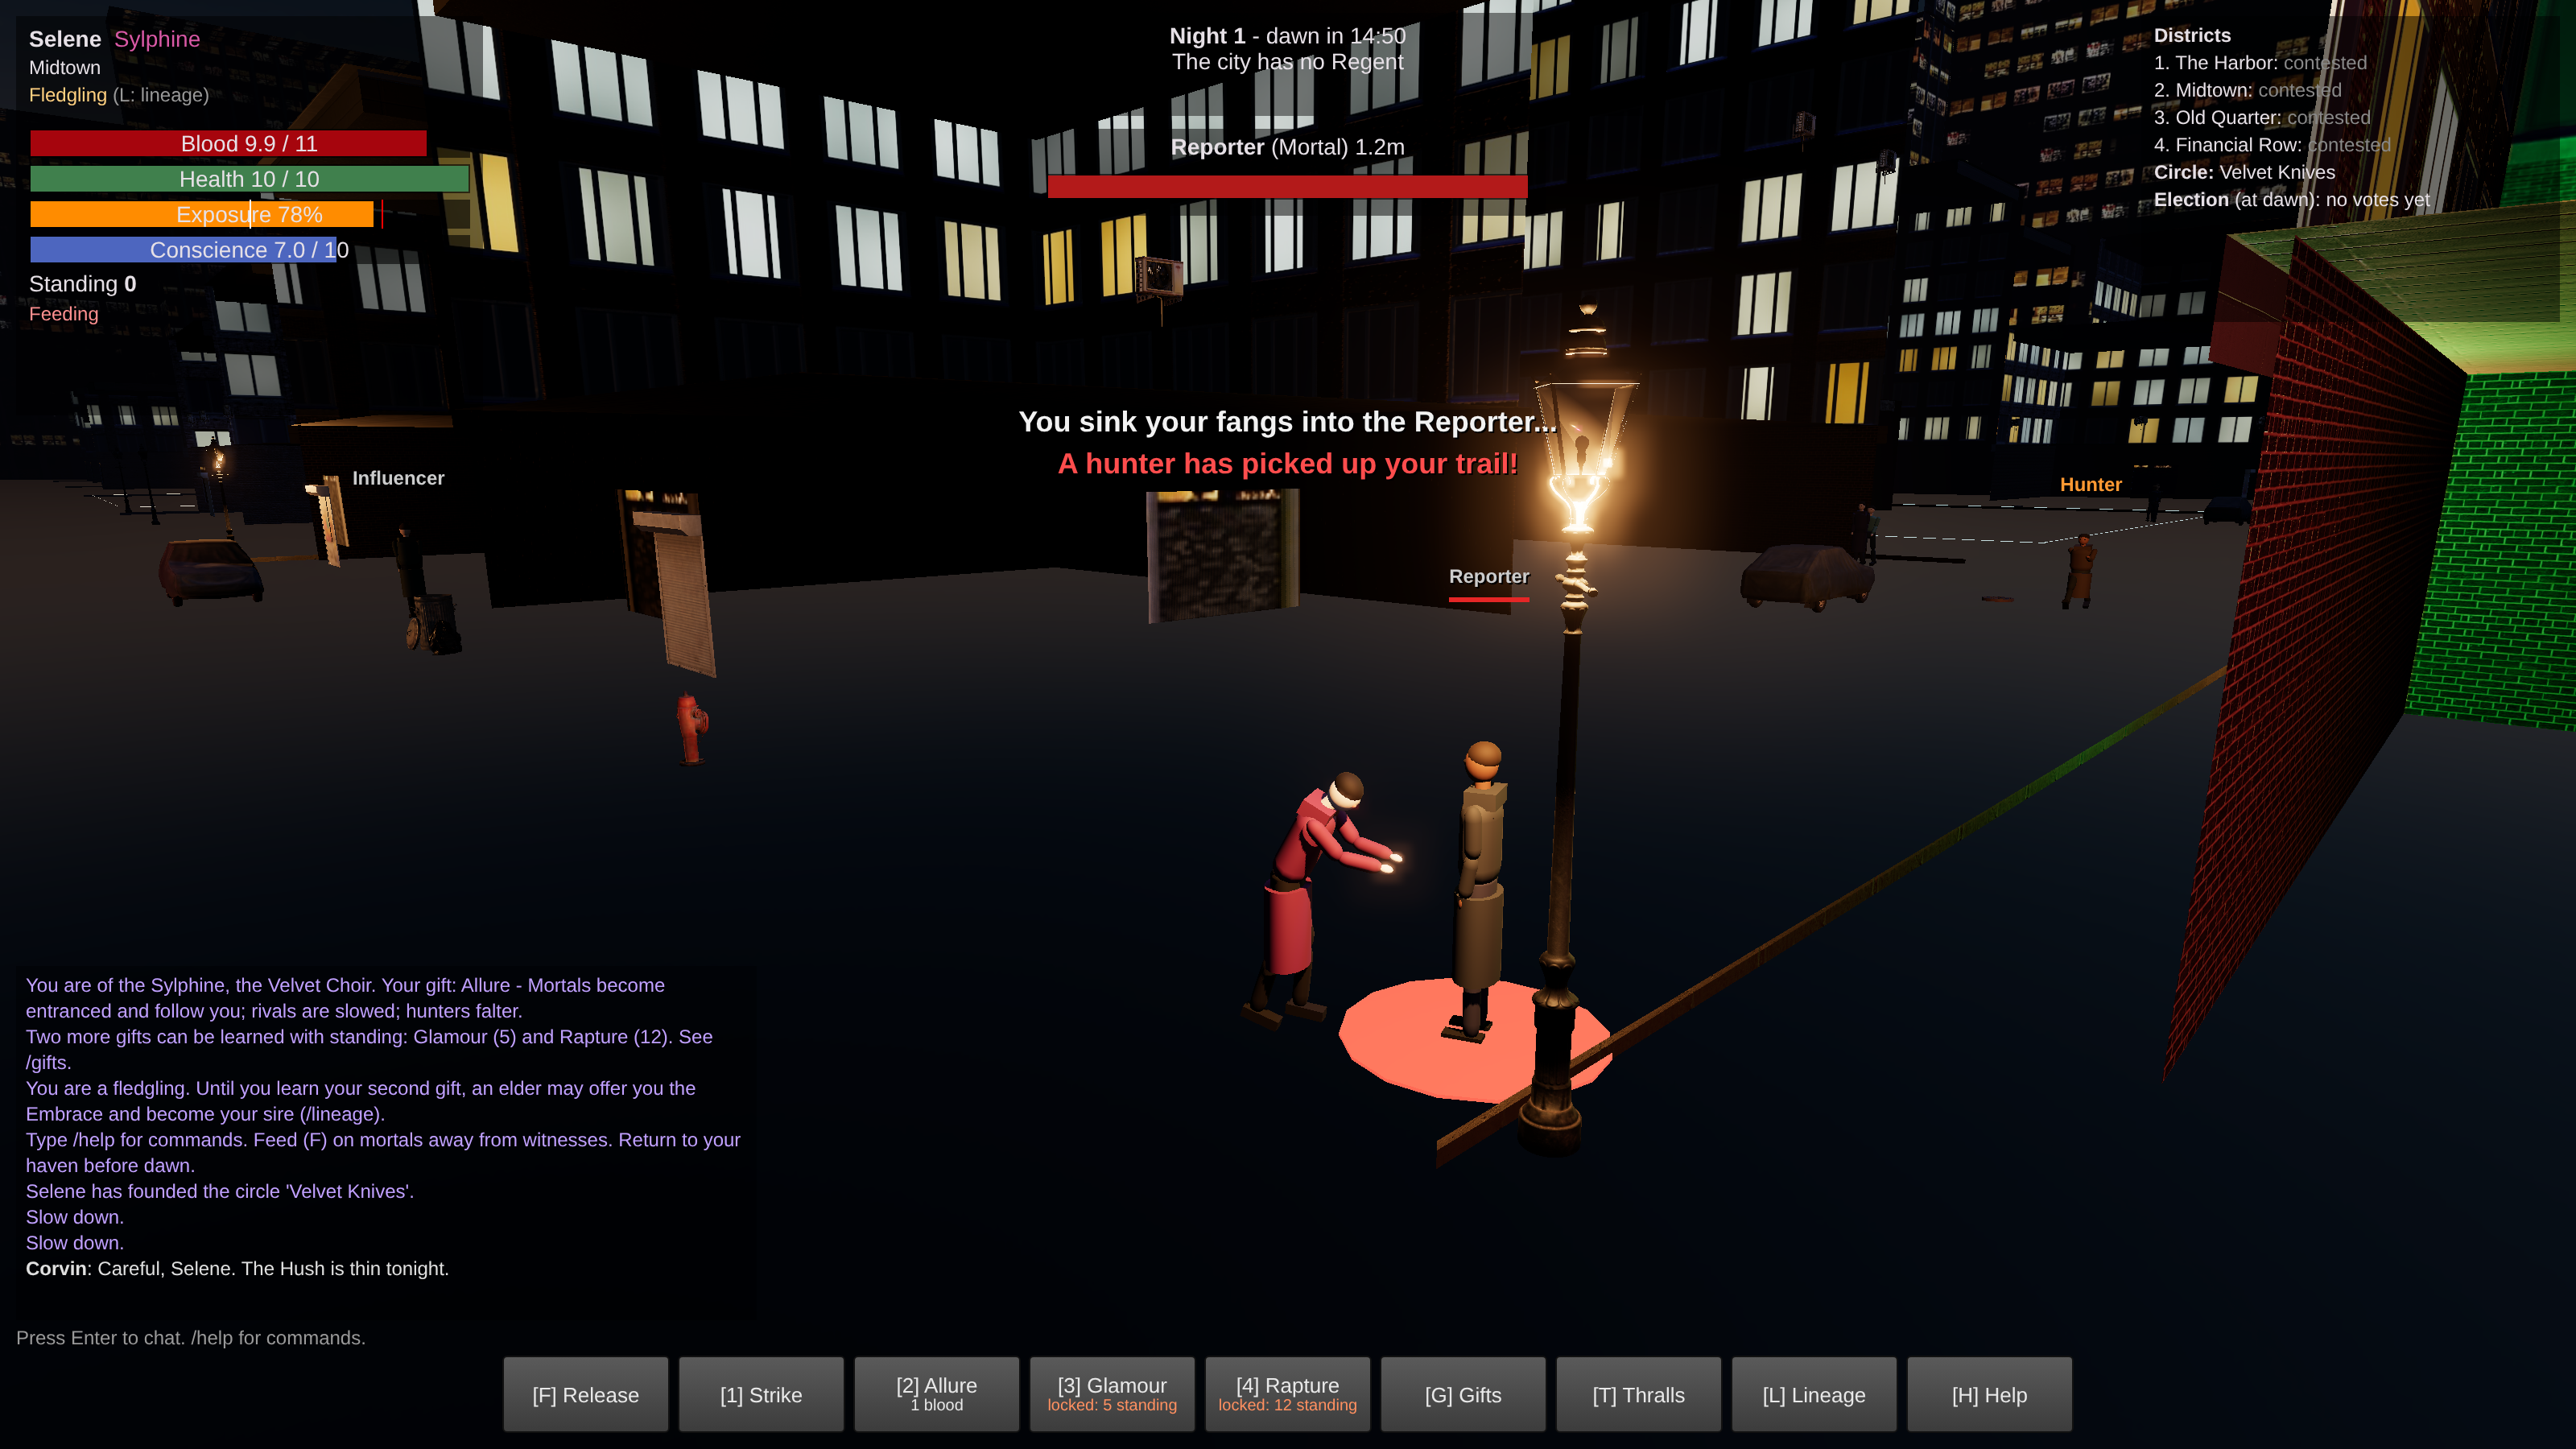 Selene Sylphine
Midtown
Fledgling (L: lineage)
Blood 9.9 / 11
Health 10 / 10
Exposure 78%
Conscience 7.0 / 10
Standing 0
Feeding
Night 1 - dawn in 14:50
The city has no Regent
Reporter (Mortal) 1.2m
Districts
1. The Harbor: contested
2. Midtown: contested
3. Old Quarter: contested
4. Financial Row: contested
Circle: Velvet Knives
Election (at dawn): no votes yet
You sink your fangs into the Reporter...
A hunter has picked up your trail!
Influencer
Hunter
Reporter
You are of the Sylphine, the Velvet Choir. Your gift: Allure - Mortals become
entranced and follow you; rivals are slowed; hunters falter.
Two more gifts can be learned with standing: Glamour (5) and Rapture (12). See
/gifts.
You are a fledgling. Until you learn your second gift, an elder may offer you the
Embrace and become your sire (/lineage).
Type /help for commands. Feed (F) on mortals away from witnesses. Return to your
haven before dawn.
Selene has founded the circle 'Velvet Knives'.
Slow down.
Slow down.
Corvin: Careful, Selene. The Hush is thin tonight.
Press Enter to chat. /help for commands.
[F] Release
[1] Strike
[2] Allure
1 blood
[3] Glamour
locked: 5 standing
[4] Rapture
locked: 12 standing
[G] Gifts
[T] Thralls
[L] Lineage
[H] Help